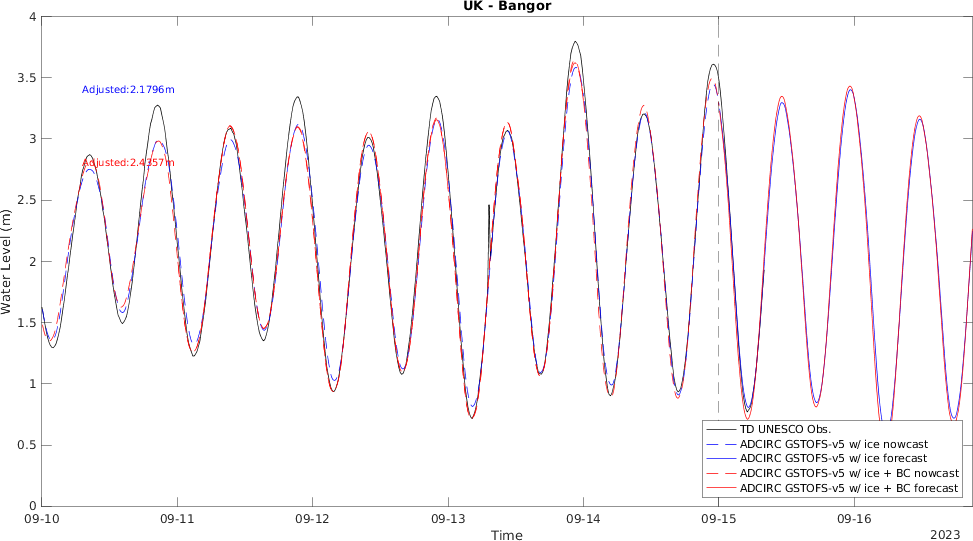 UK - Bangor
4
3.5
3
2.5
2
1.5
1
0.5
0
Water Level (m)
Adjusted:2.1796m
Adjusted:2.4357m
TD UNESCO Obs.
ADCIRC GSTOFS-v5 w/ ice nowcast
ADCIRC GSTOFS-v5 w/ ice forecast
ADCIRC GSTOFS-v5 w/ ice + BC nowcast
ADCIRC GSTOFS-v5 w/ ice + BC forecast
09-10 09-11 09-12 09-13 09-14 09-15 09-16
Time
2023